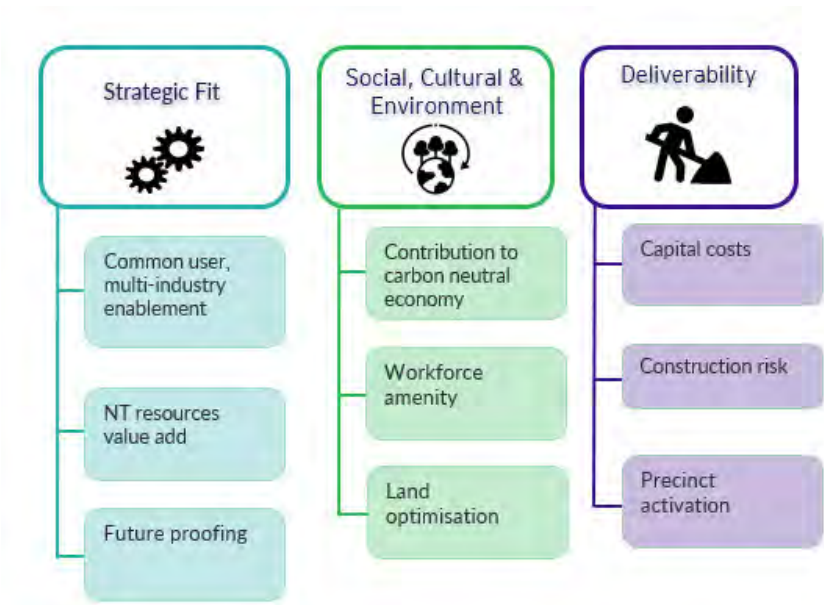 Strategic Fit
Common user,
multi-industry
enablement
NT resources
value add
Future proofing
Social, Cultural &
Environment
Contribution to
carbon neutral
economy
Workforce
amenity
Land
optimisation
Deliverability
Capital costs
Construction risk
Precinct
activation